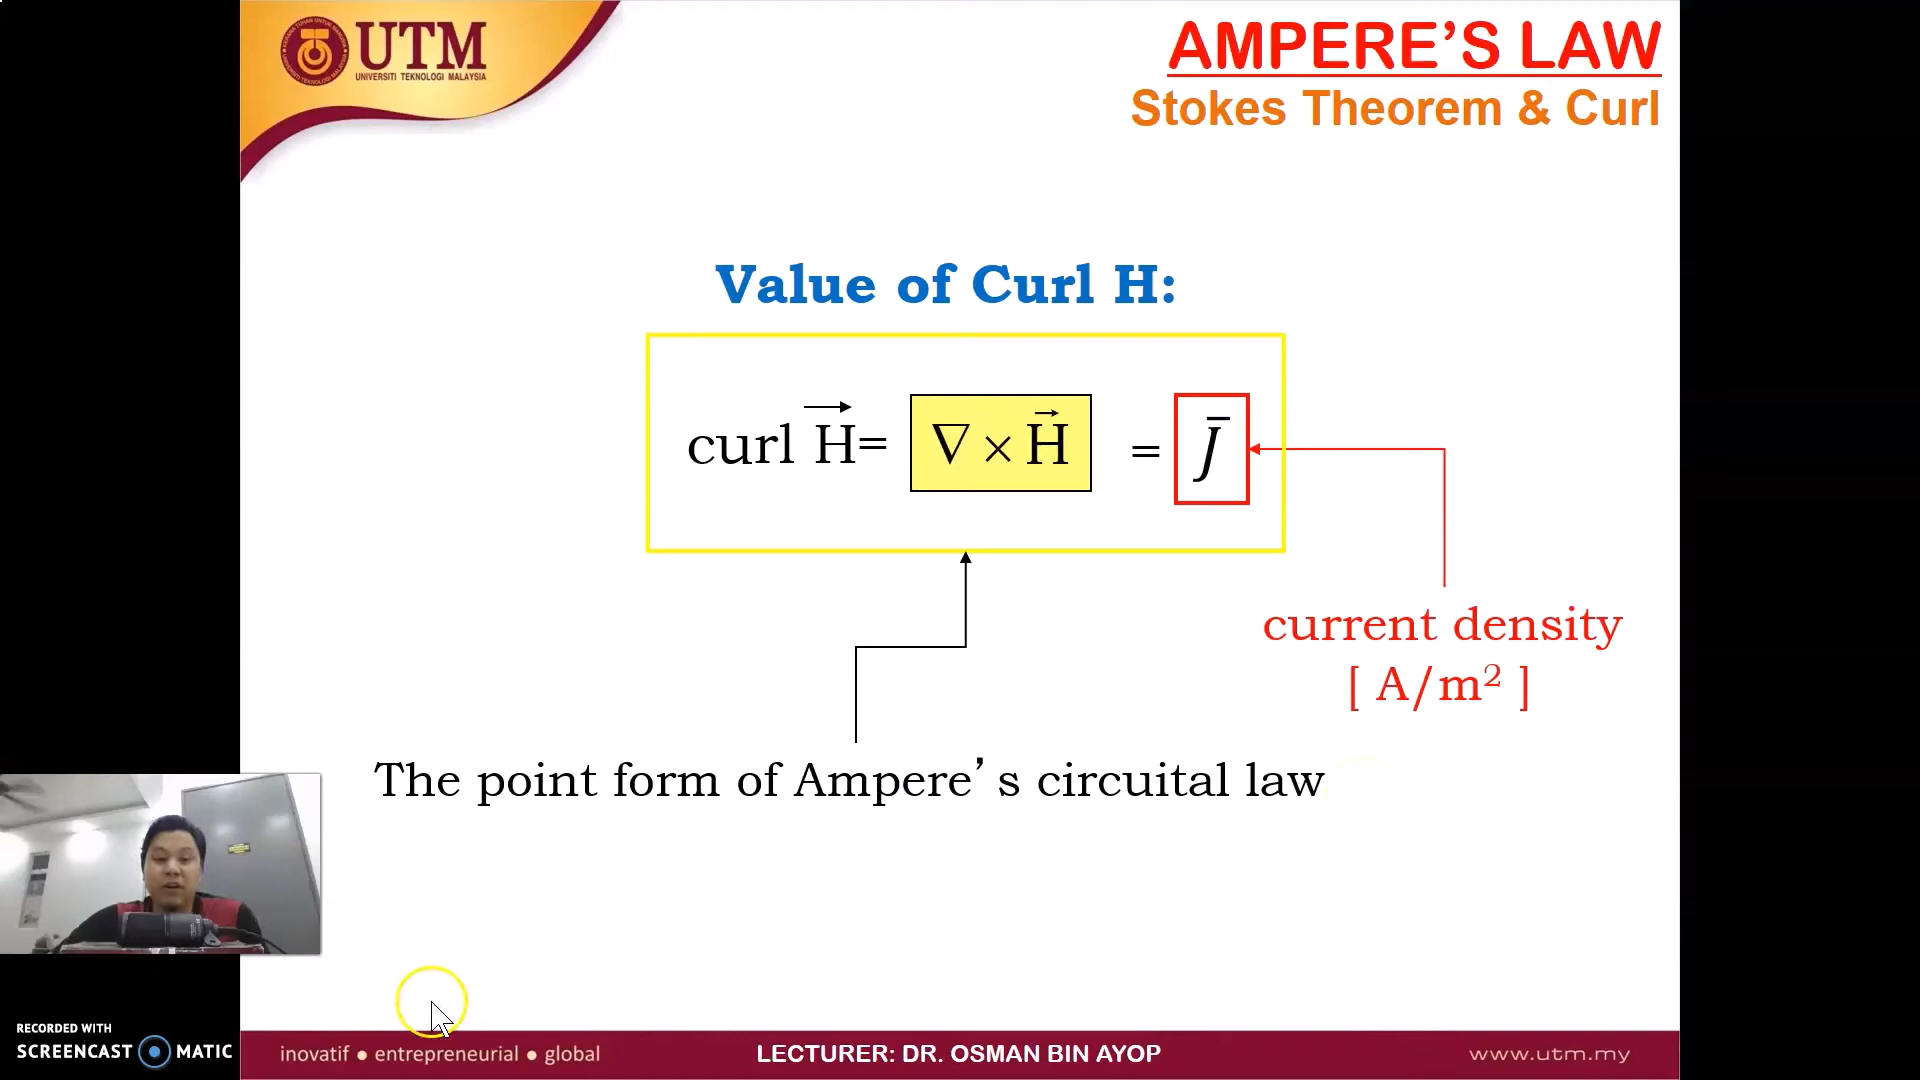 UTM
UNIVERSITI TEKNOLOGI MALAYSIA
AMPERE’S LAW
Stokes Theorem & Curl
Value of Curl H:
curl H⃗= ∇ × H⃗ = J̄
current density
[ A/m² ]
The point form of Ampere’s circuital law
RECORDED WITH
SCREENCAST MATIC
inovatif ● entrepreneurial ● global
LECTURER: DR. OSMAN BIN AYOP
www.utm.my